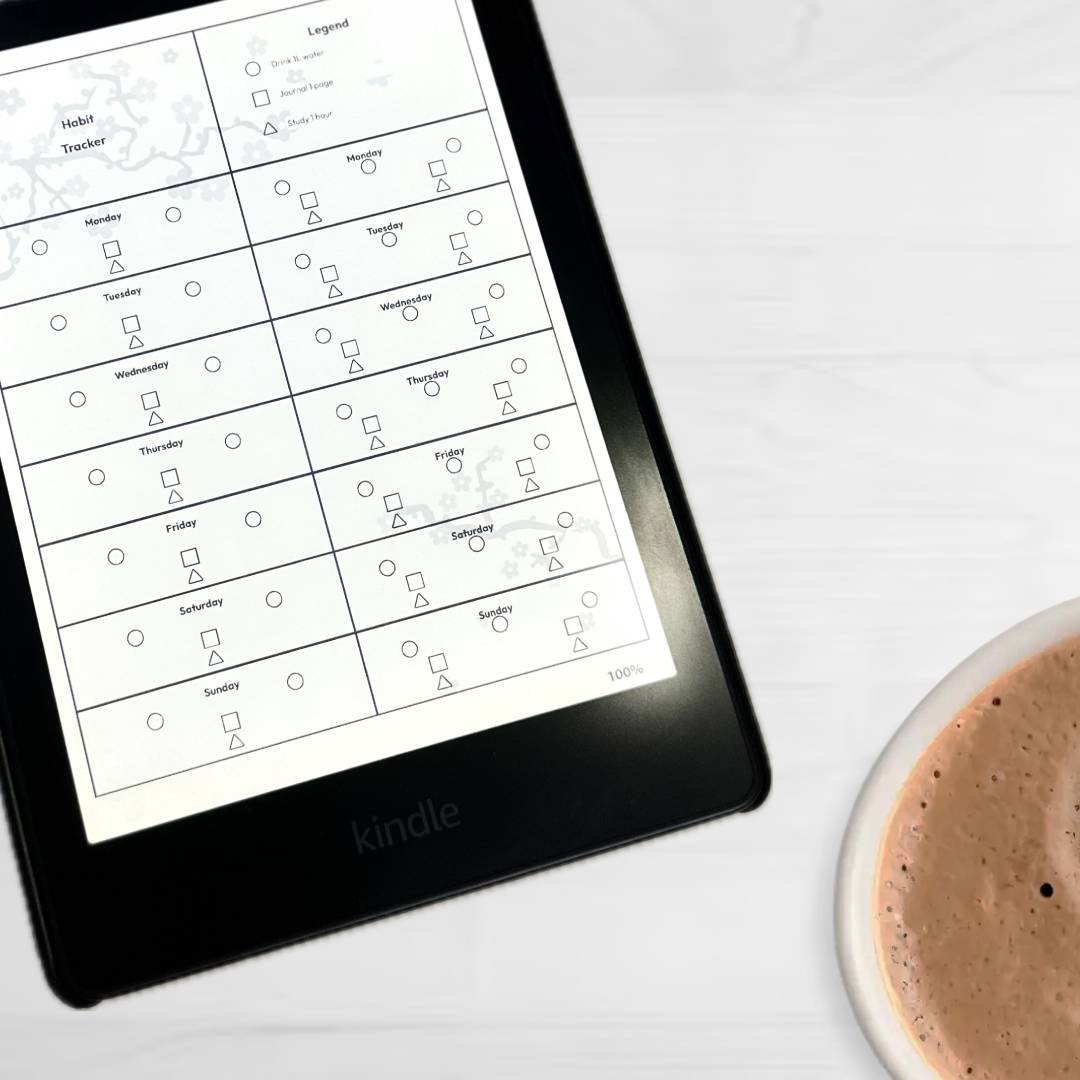 Habit
Tracker
Legend
Drink 1L water
Journal 1 page
Study 1 hour
Monday
Tuesday
Wednesday
Thursday
Friday
Saturday
Sunday
Monday
Tuesday
Wednesday
Thursday
Friday
Saturday
Sunday
100%
kindle